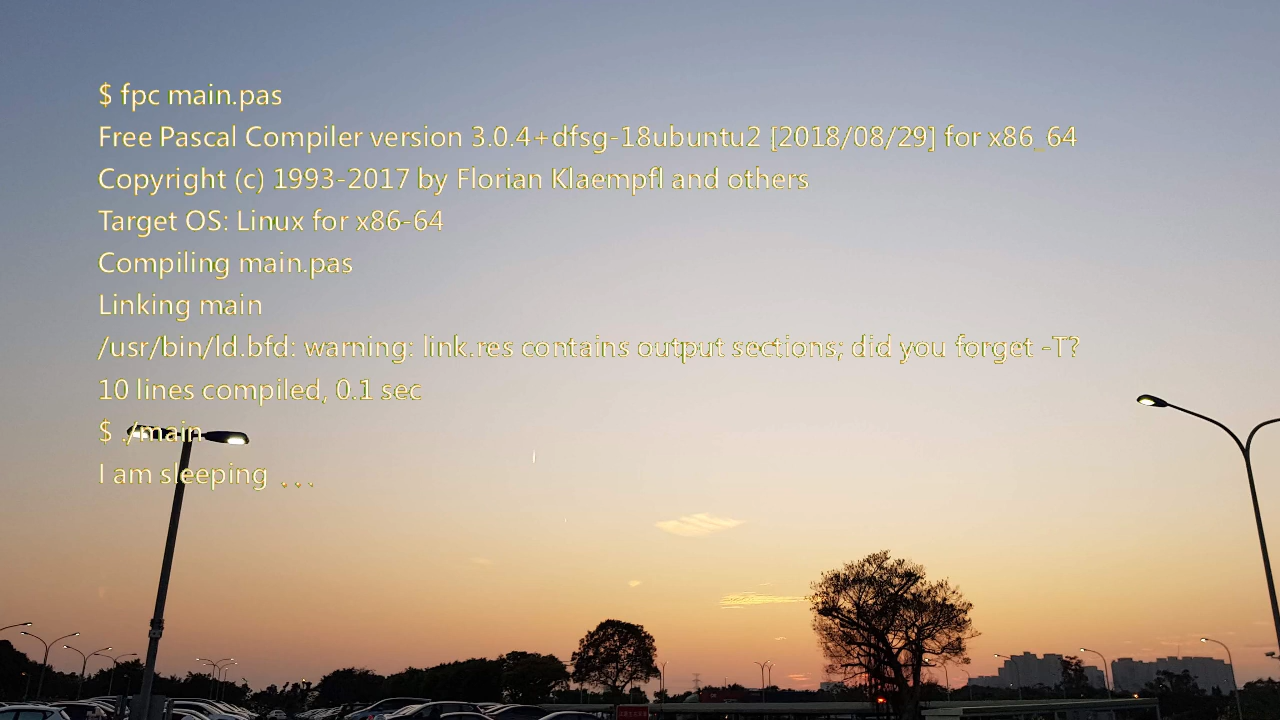 $ fpc main.pas
Free Pascal Compiler version 3.0.4+dfsg-18ubuntu2 [2018/08/29] for x86_64
Copyright (c) 1993-2017 by Florian Klaempfl and others
Target OS: Linux for x86-64
Compiling main.pas
Linking main
/usr/bin/ld.bfd: warning: link.res contains output sections; did you forget -T?
10 lines compiled, 0.1 sec
$ ./main
I am sleeping ...